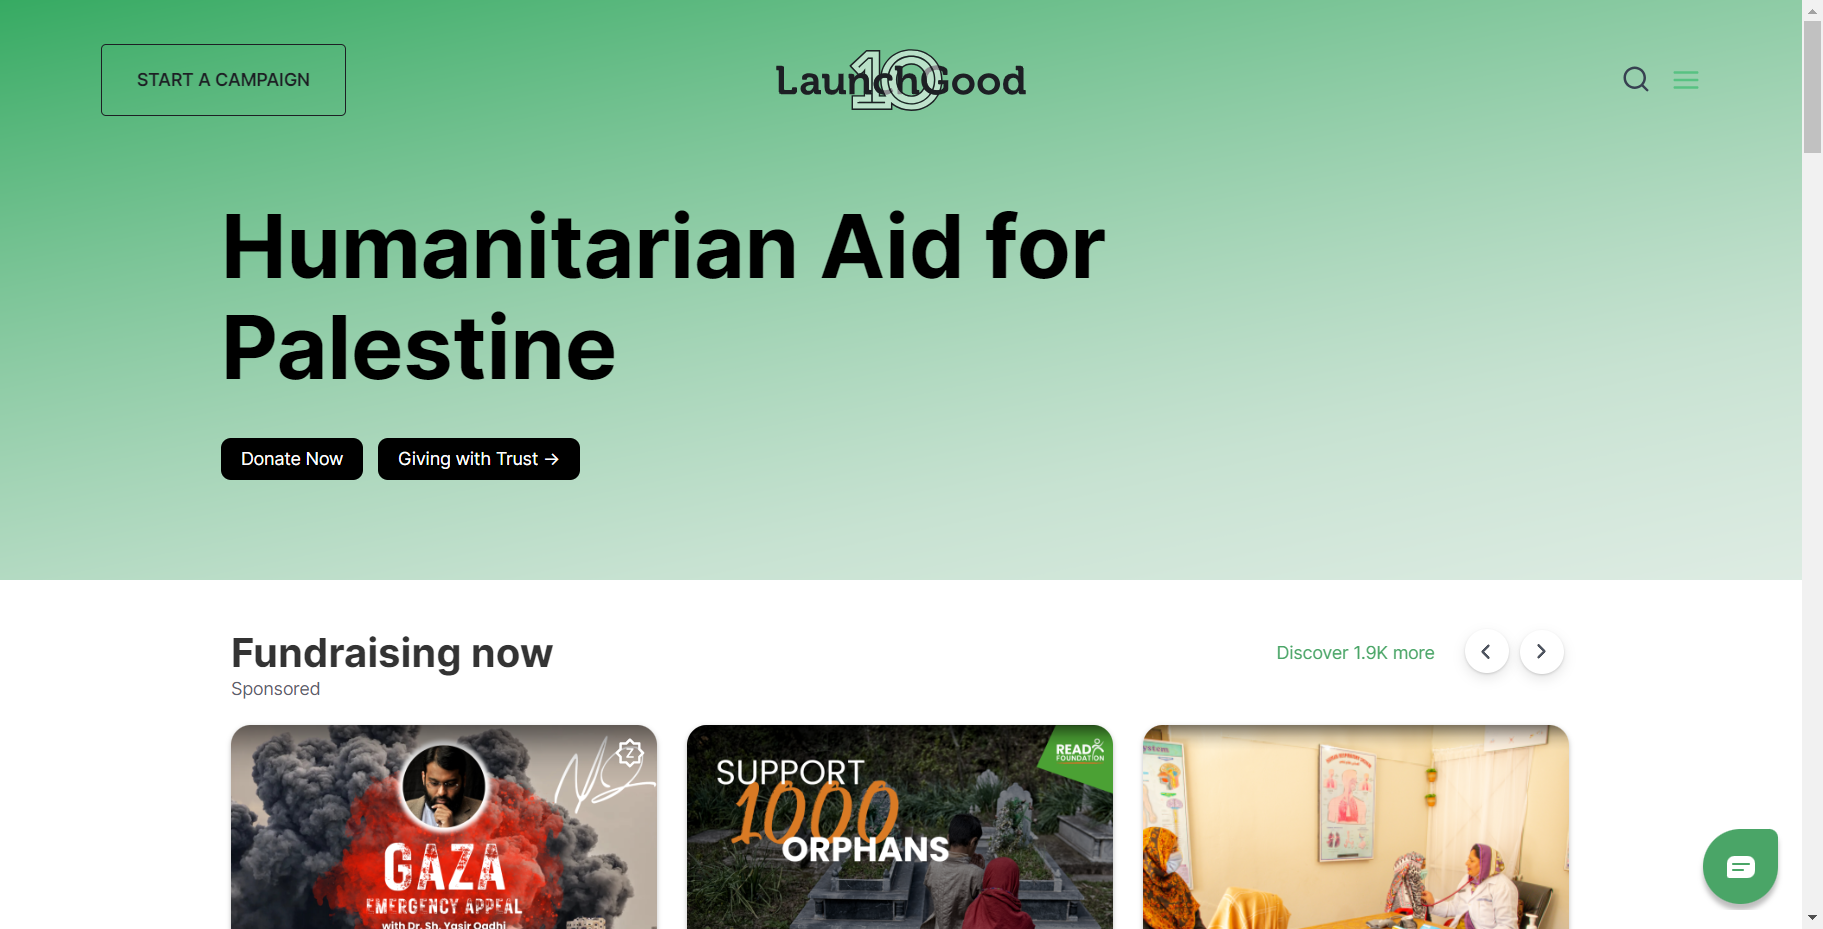 START A CAMPAIGN
LaunchGood
10
Humanitarian Aid for
Palestine
Donate Now
Giving with Trust →
Fundraising now
Sponsored
Discover 1.9K more
Z
GAZA
EMERGENCY APPEAL
with Dr. Sh. Yasir Qadhi
READ
FOUNDATION
SUPPORT
1000
ORPHANS